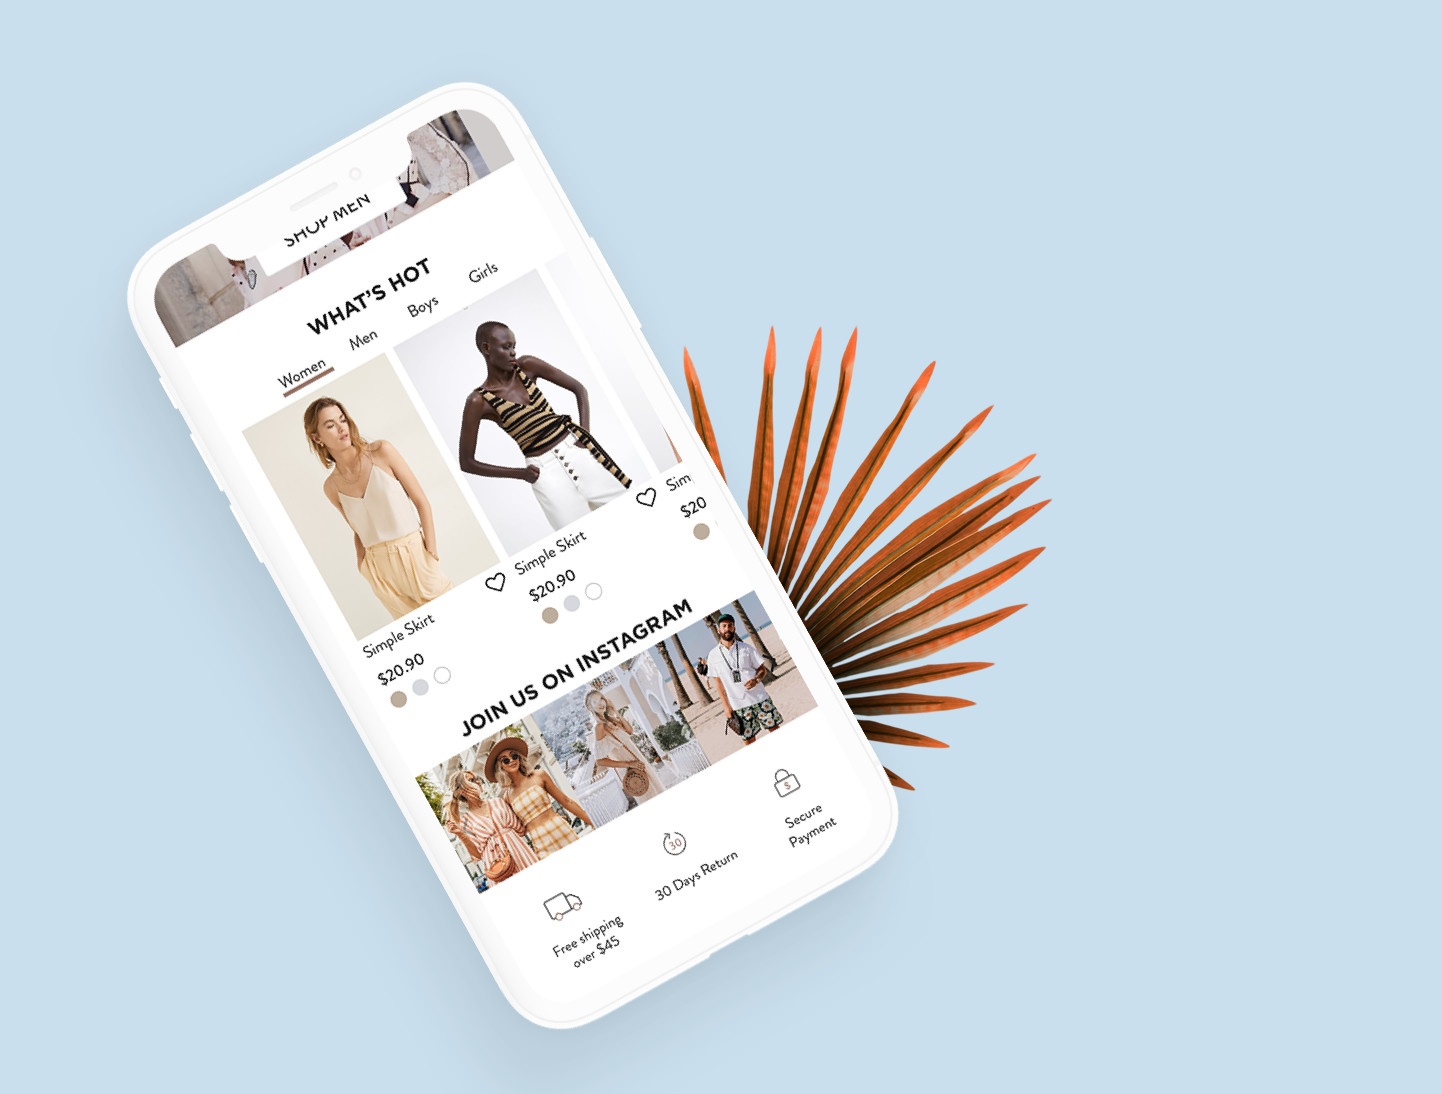 SHOP MEN
WHAT'S HOT
Women Men Boys Girls
Simple Skirt
$20.90
Simple Skirt
$20.90
Sim
$20
JOIN US ON INSTAGRAM
Free shipping
over $45
30
30 Days Return
$
Secure
Payment